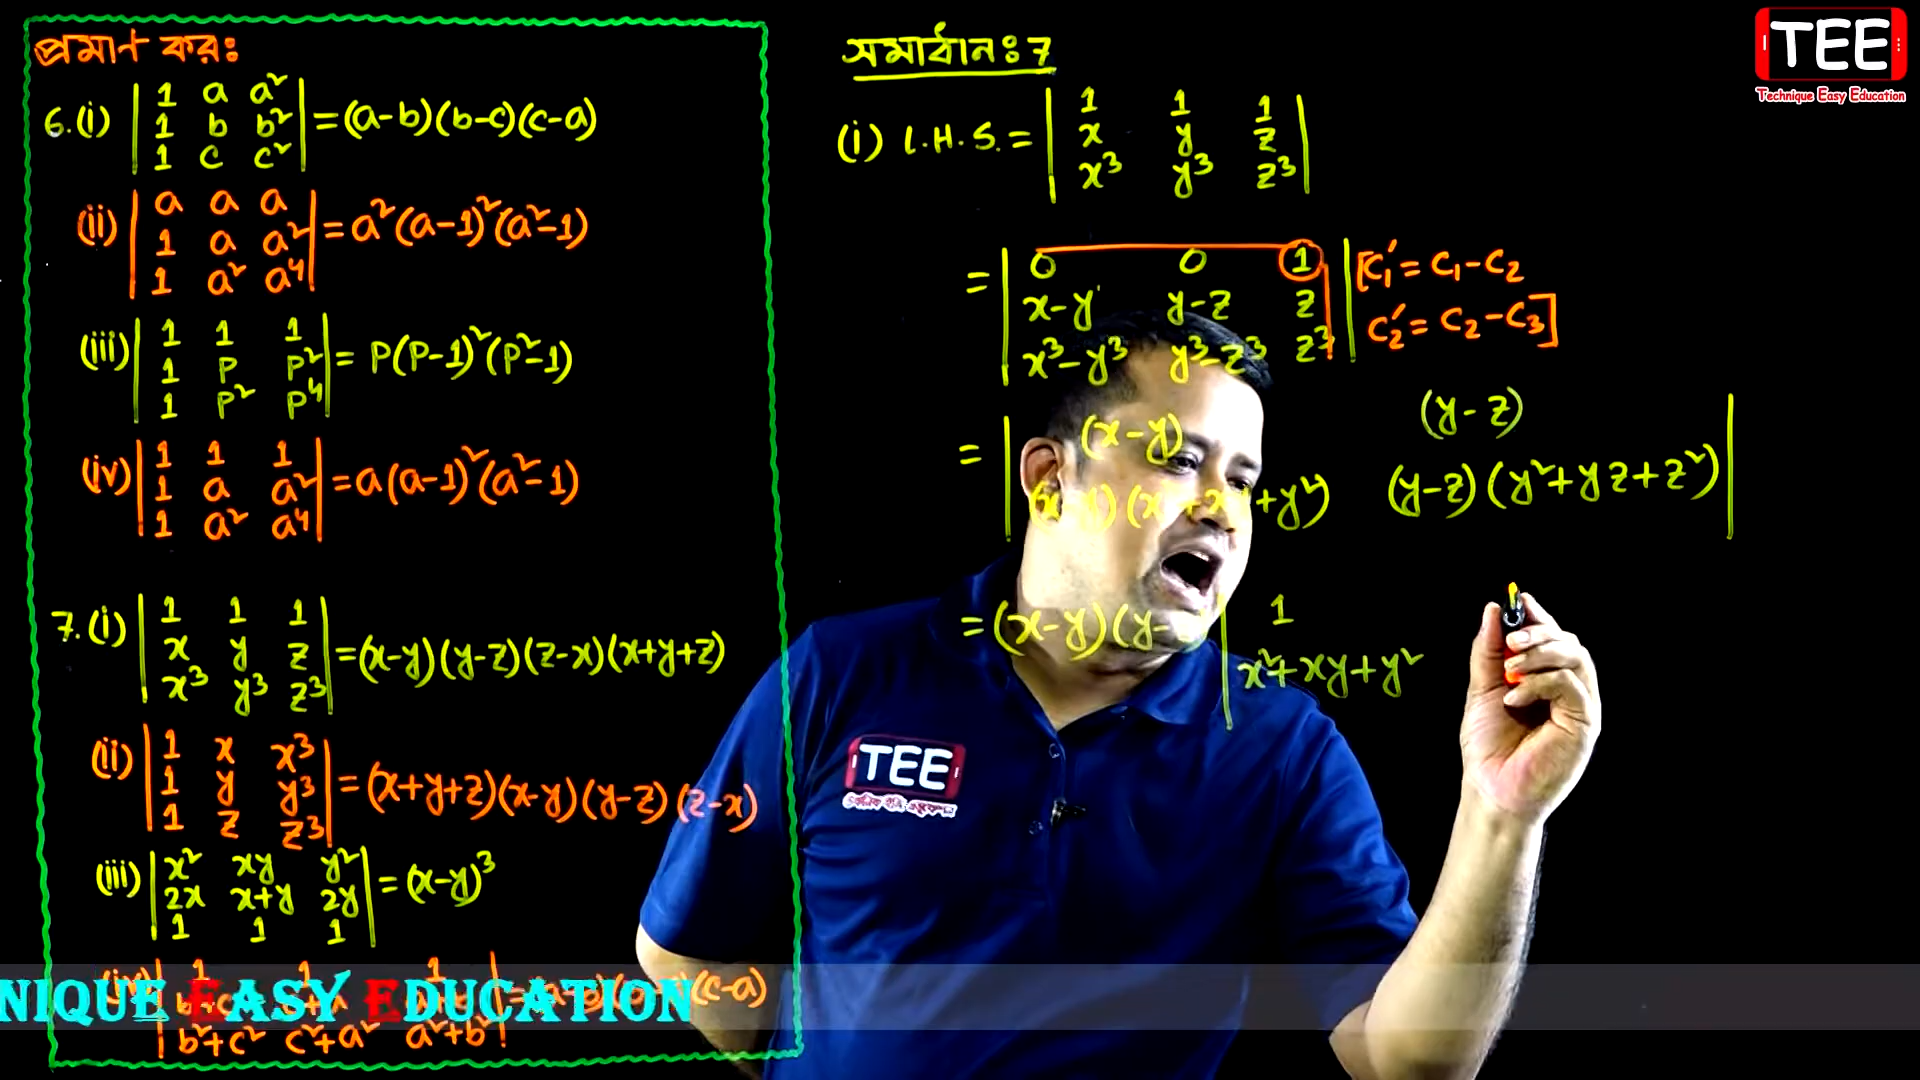 প্রমাণ করঃ
6.(i) | 1 a a² | = (a-b)(b-c)(c-a)
| 1 b b² |
| 1 c c² |
(ii) | a a a | = a²(a-1)²(a²-1)
| 1 a a² |
| 1 a² a⁴ |
(iii) | 1 1 1 | = P(P-1)²(P²-1)
| 1 P P² |
| 1 P² P⁴ |
(iv) | 1 1 1 | = a(a-1)²(a²-1)
| 1 a a² |
| 1 a² a⁴ |
7.(i) | 1 1 1 | = (x-y)(y-z)(z-x)(x+y+z)
| x y z |
| x³ y³ z³ |
(ii) | 1 x x³ | = (x+y+z)(x-y)(y-z)(z-x)
| 1 y y³ |
| 1 z z³ |
(iii) | x² xy y² | = (x-y)³
| 2x x+y 2y |
| 1 1 1 |
| 1 1 1 | = (c-a)
| b²+c² c²+a² a²+b² |
সমাধানঃ 7
(i) L.H.S. = | 1 1 1 |
| x y z |
| x³ y³ z³ |
= | 0 0 1 | [C₁′ = C₁-C₂
| x-y y-z z | C₂′ = C₂-C₃]
| x³-y³ y³-z³ z³ |
= | (x-y) (y-z) |
| +y²) (y-z)(y²+yz+z²) |
= (x-y)(y- | 1
| x²+xy+y²
TEE
Technique Easy Education
TEE
NIQUE EASY EDUCATION